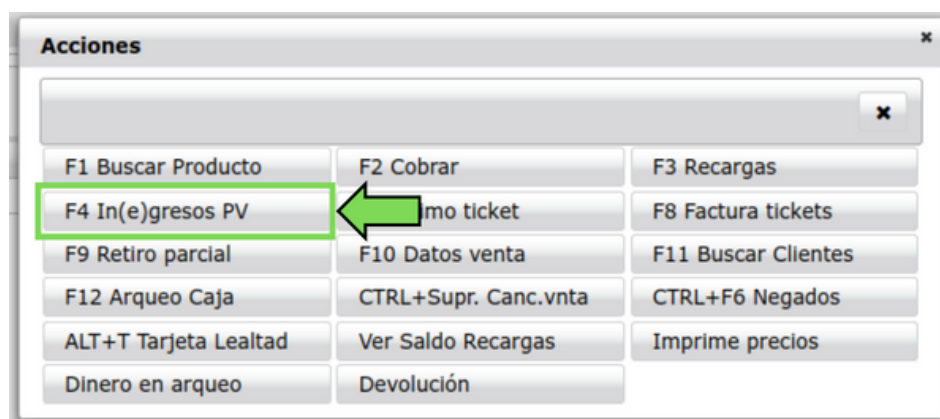 Acciones
F1 Buscar Producto F2 Cobrar F3 Recargas
F4 In(e)gresos PV imo ticket F8 Factura tickets
F9 Retiro parcial F10 Datos venta F11 Buscar Clientes
F12 Arqueo Caja CTRL+Supr. Canc.vnta CTRL+F6 Negados
ALT+T Tarjeta Lealtad Ver Saldo Recargas Imprime precios
Dinero en arqueo Devolución